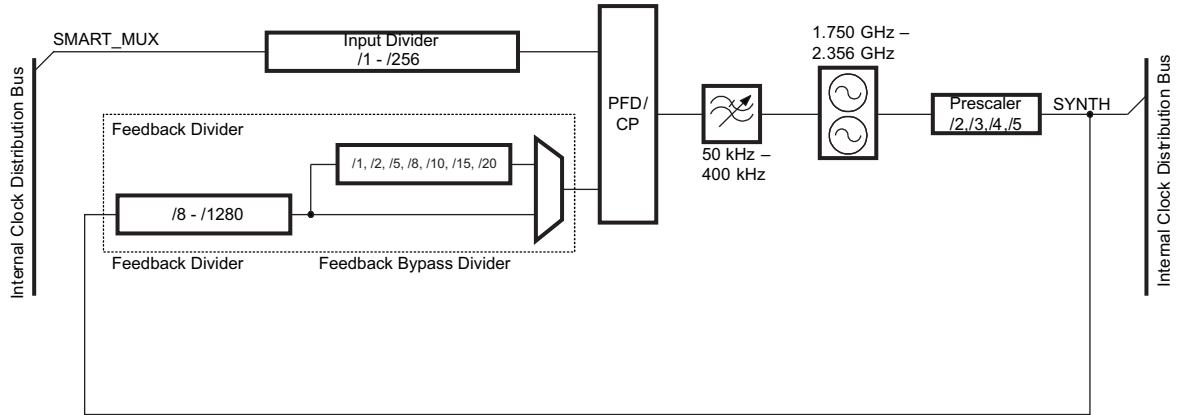 SMART_MUX
Input Divider
/1 - /256
1.750 GHz –
2.356 GHz
PFD/
CP
Prescaler
/2,/3,/4,/5
SYNTH
50 kHz –
400 kHz
Feedback Divider
/1, /2, /5, /8, /10, /15, /20
/8 - /1280
Feedback Divider
Feedback Bypass Divider
Internal Clock Distribution Bus
Internal Clock Distribution Bus